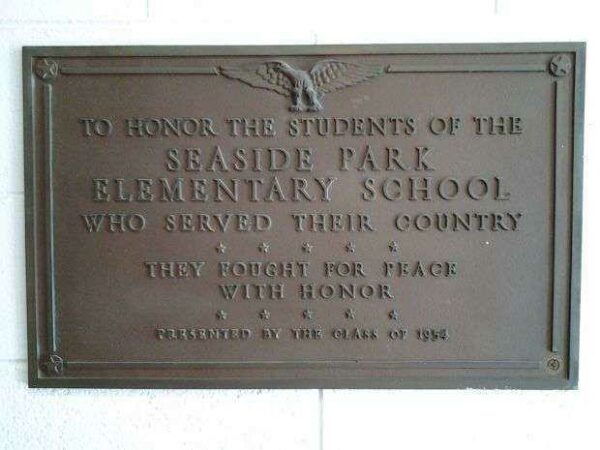 TO HONOR THE STUDENTS OF THE
SEASIDE PARK
ELEMENTARY SCHOOL
WHO SERVED THEIR COUNTRY
THEY FOUGHT FOR PEACE
WITH HONOR
PRESENTED BY THE CLASS OF 1954